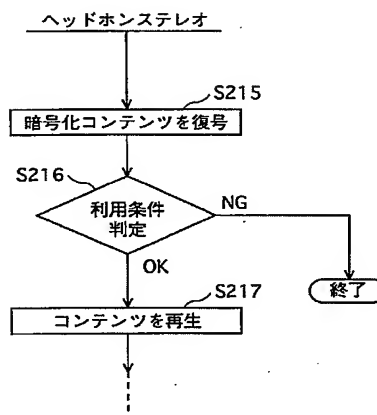 ヘッドホンステレオ
S215
暗号化コンテンツを復号
S216
利用条件
判定
NG
OK
終了
S217
コンテンツを再生